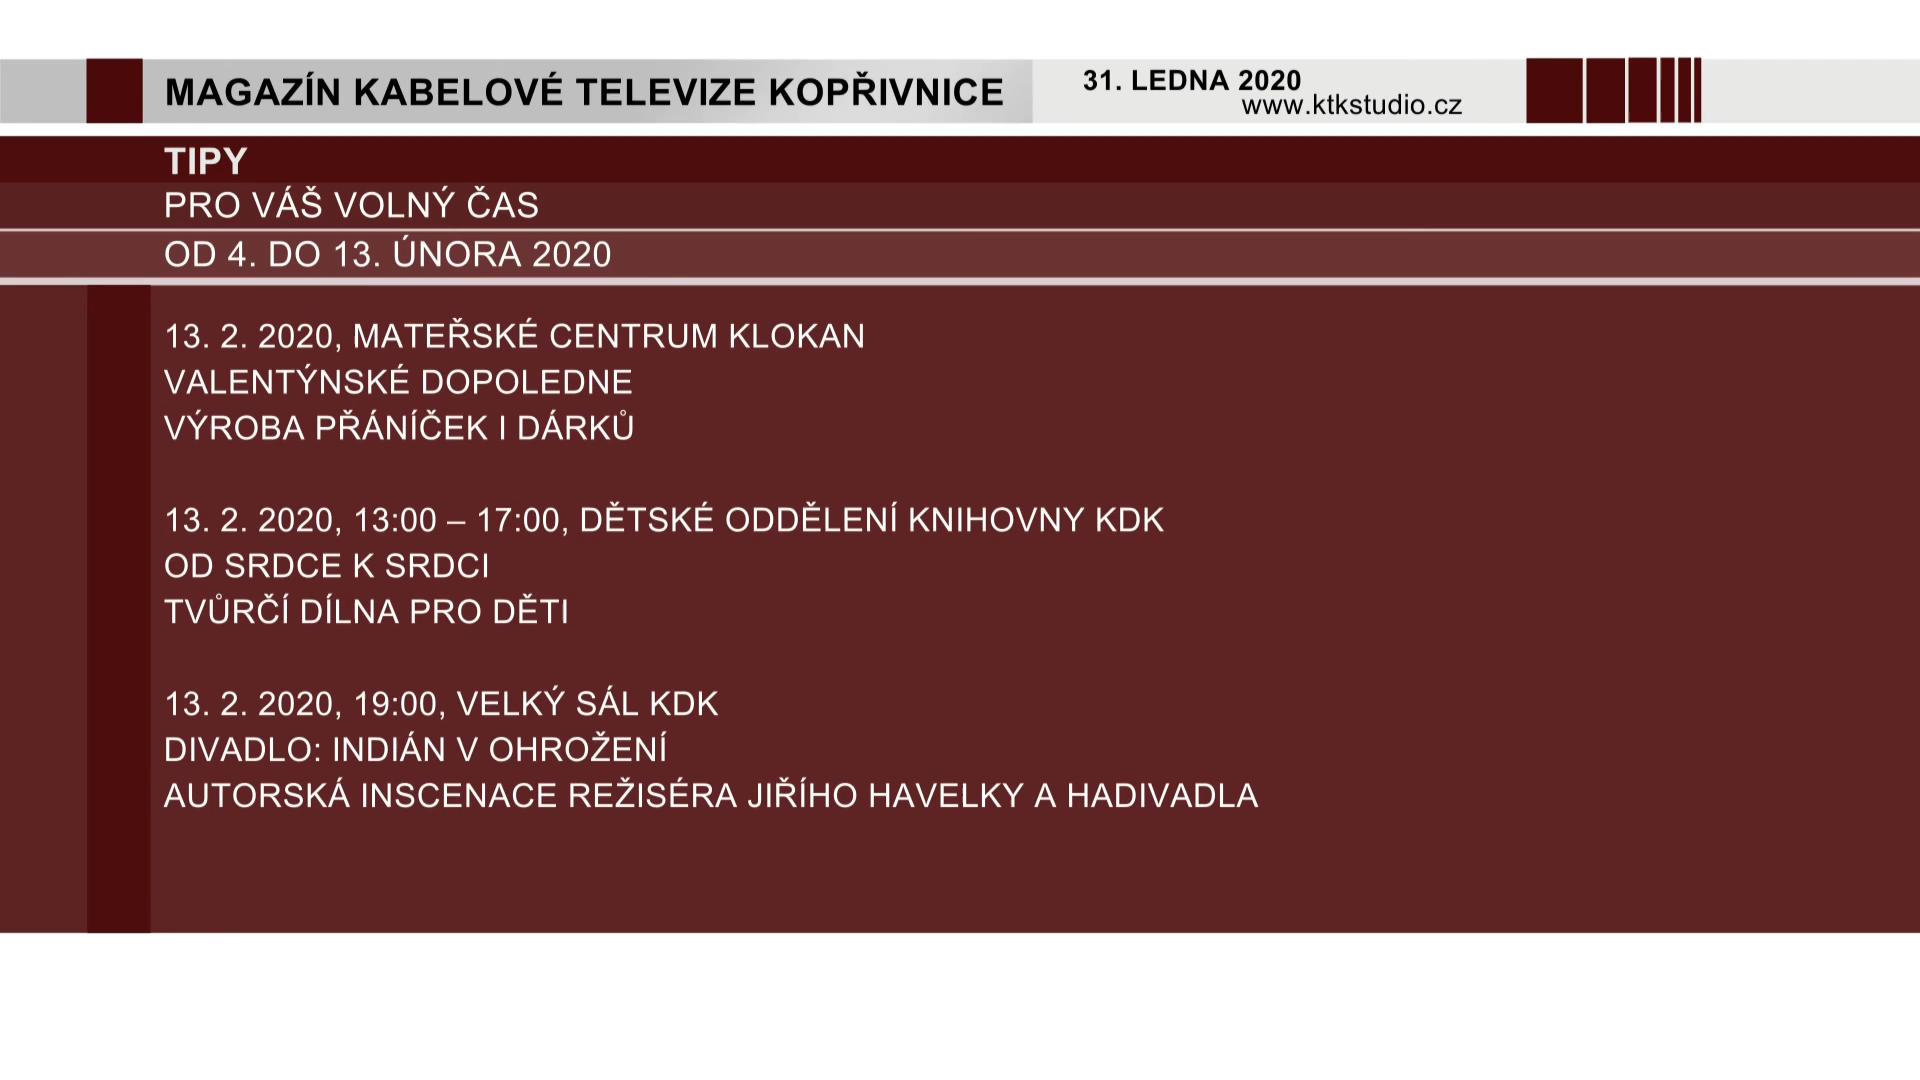 MAGAZÍN KABELOVÉ TELEVIZE KOPŘIVNICE
31. LEDNA 2020
www.ktkstudio.cz
TIPY
PRO VÁŠ VOLNÝ ČAS
OD 4. DO 13. ÚNORA 2020
13. 2. 2020, MATEŘSKÉ CENTRUM KLOKAN
VALENTÝNSKÉ DOPOLEDNE
VÝROBA PŘÁNÍČEK I DÁRKŮ
13. 2. 2020, 13:00 – 17:00, DĚTSKÉ ODDĚLENÍ KNIHOVNY KDK
OD SRDCE K SRDCI
TVŮRČÍ DÍLNA PRO DĚTI
13. 2. 2020, 19:00, VELKÝ SÁL KDK
DIVADLO: INDIÁN V OHROŽENÍ
AUTORSKÁ INSCENACE REŽISÉRA JIŘÍHO HAVELKY A HADIVADLA